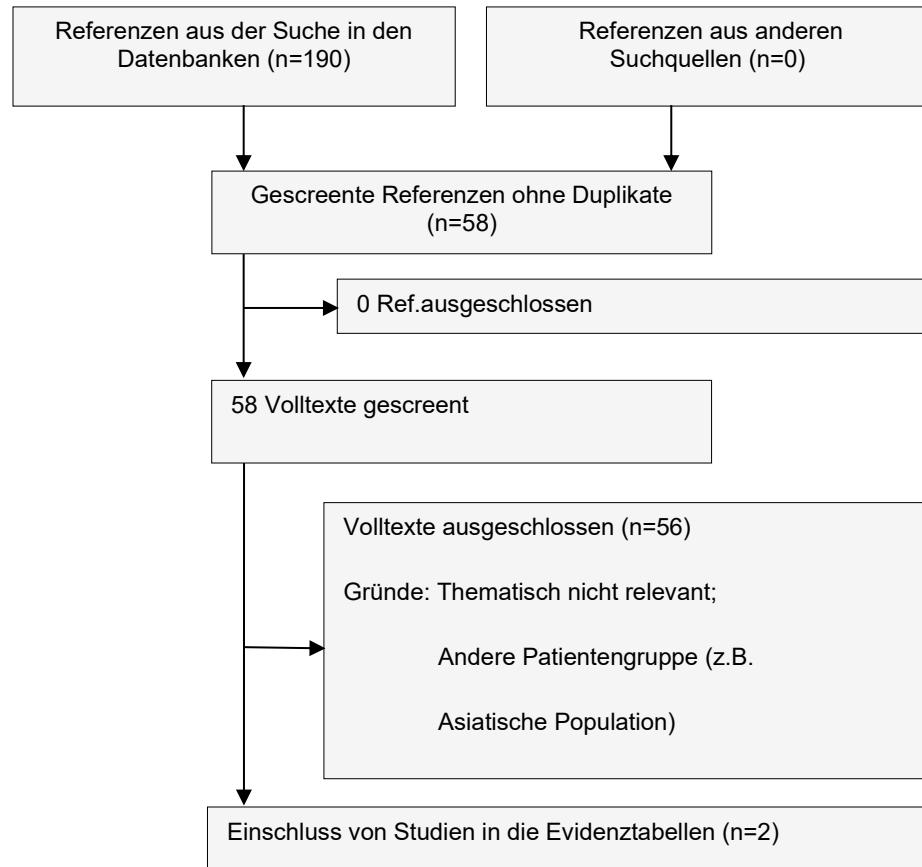 Referenzen aus der Suche in den
Datenbanken (n=190)
Referenzen aus anderen
Suchquellen (n=0)
Gescreente Referenzen ohne Duplikate
(n=58)
0 Ref.ausgeschlossen
58 Volltexte gescreent
Volltexte ausgeschlossen (n=56)
Gründe: Thematisch nicht relevant;
Andere Patientengruppe (z.B.
Asiatische Population)
Einschluss von Studien in die Evidenztabellen (n=2)